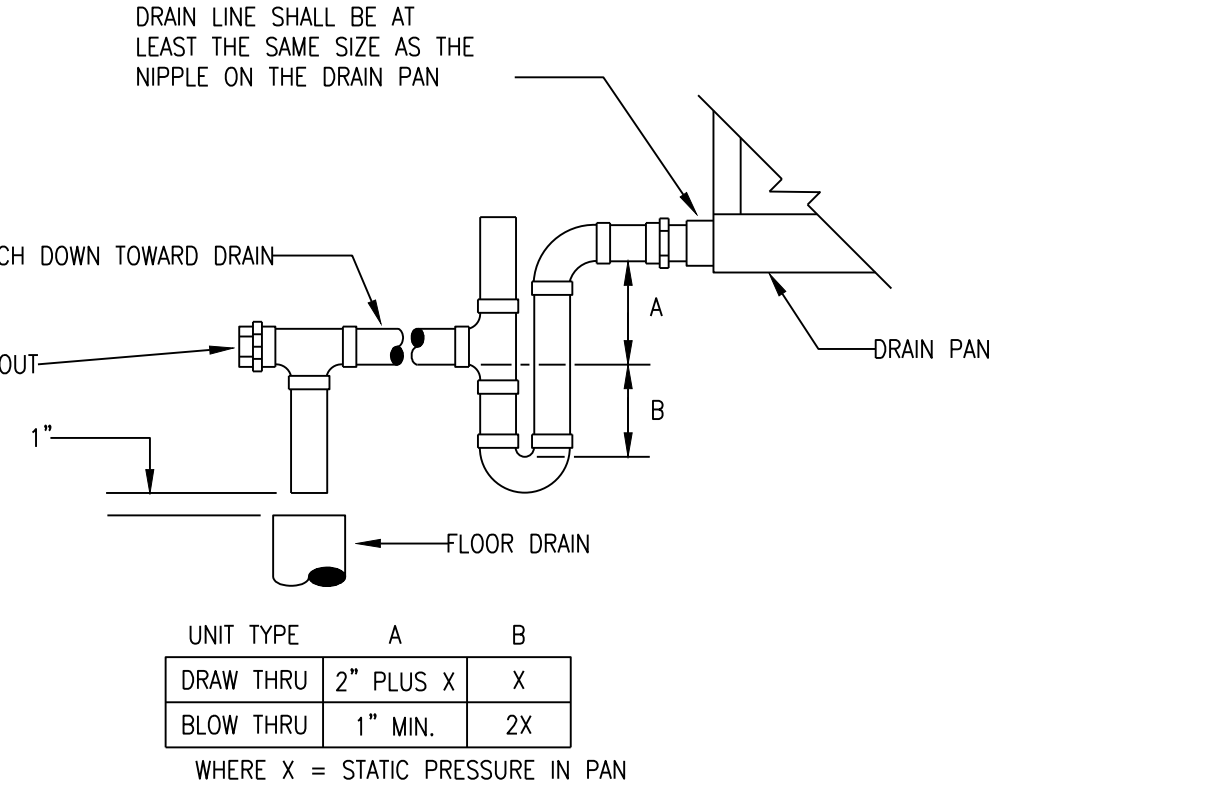 DRAIN LINE SHALL BE AT
LEAST THE SAME SIZE AS THE
NIPPLE ON THE DRAIN PAN
CH DOWN TOWARD DRAIN
A
DRAIN PAN
OUT
B
1”
FLOOR DRAIN
UNIT TYPE A B
DRAW THRU 2” PLUS X X
BLOW THRU 1” MIN. 2X
WHERE X = STATIC PRESSURE IN PAN